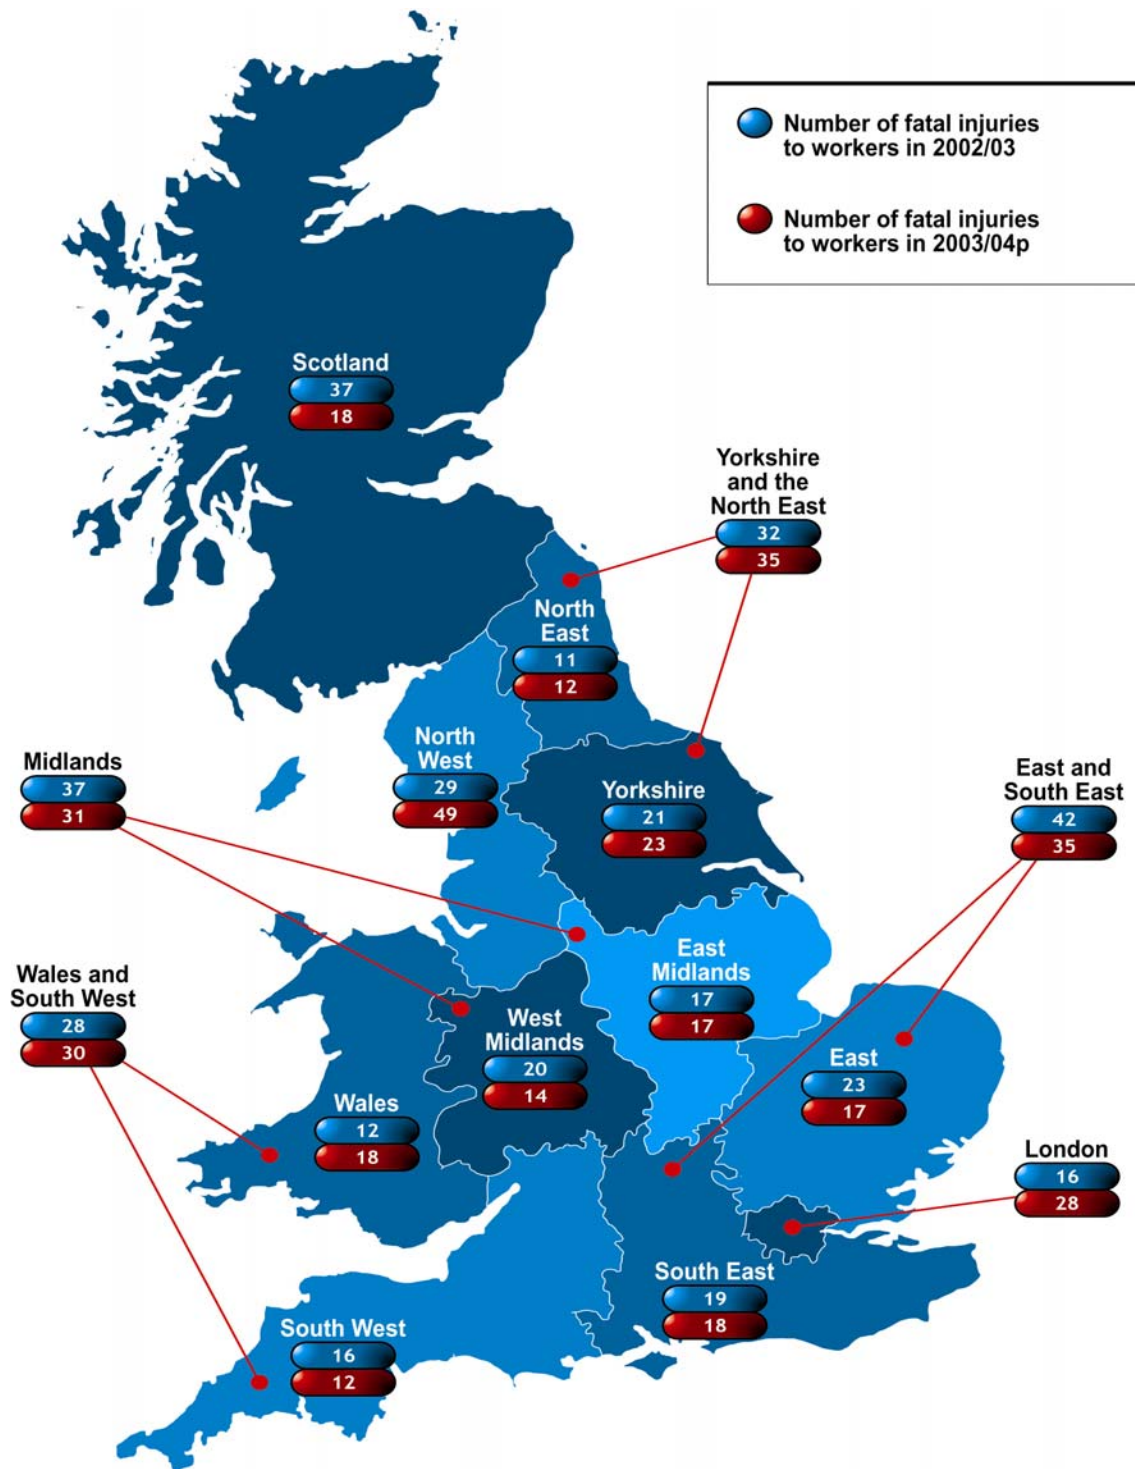 Number of fatal injuries
to workers in 2002/03
Number of fatal injuries
to workers in 2003/04p
Scotland
37
18
Yorkshire
and the
North East
32
35
North
East
11
12
North
West
29
49
Midlands
37
31
Yorkshire
21
23
East and
South East
42
35
East
Midlands
17
17
Wales and
South West
28
30
West
Midlands
20
14
East
23
17
Wales
12
18
London
16
28
South East
19
18
South West
16
12